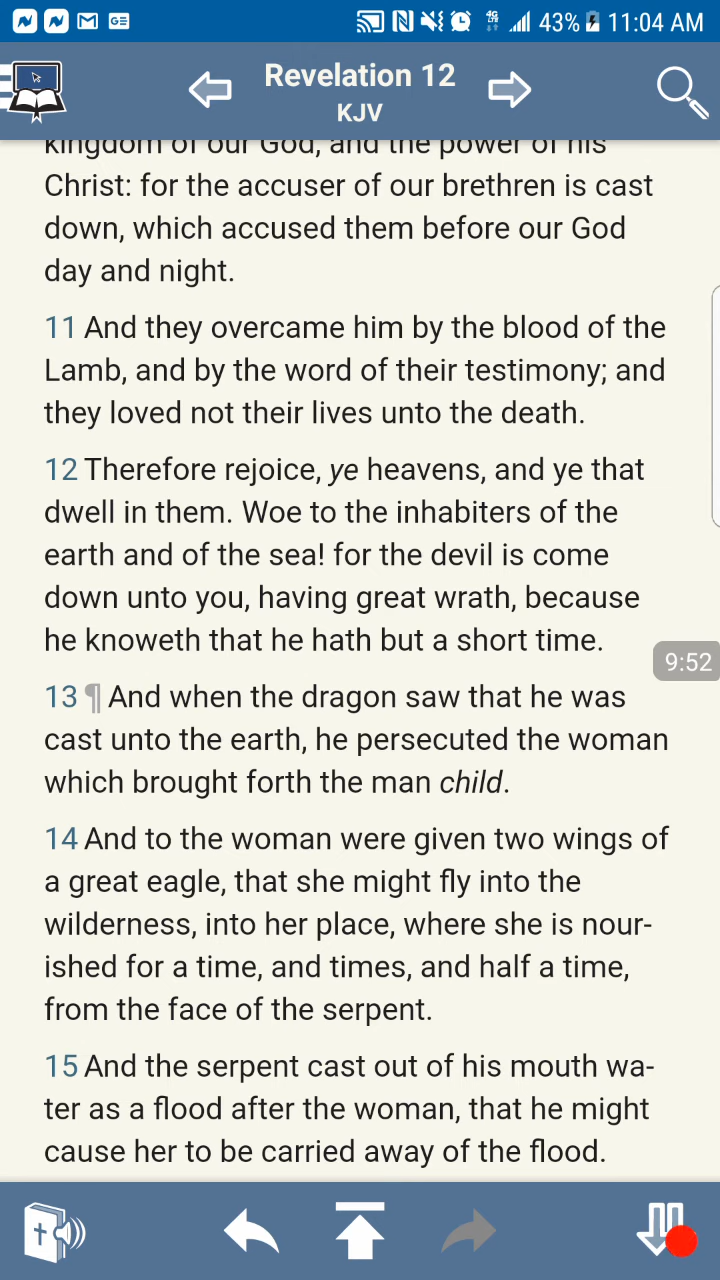 43% 11:04 AM
Revelation 12
KJV
kingdom of our God, and the power of his
Christ: for the accuser of our brethren is cast
down, which accused them before our God
day and night.
11 And they overcame him by the blood of the
Lamb, and by the word of their testimony; and
they loved not their lives unto the death.
12 Therefore rejoice, ye heavens, and ye that
dwell in them. Woe to the inhabiters of the
earth and of the sea! for the devil is come
down unto you, having great wrath, because
he knoweth that he hath but a short time.
9:52
13 ¶ And when the dragon saw that he was
cast unto the earth, he persecuted the woman
which brought forth the man child.
14 And to the woman were given two wings of
a great eagle, that she might fly into the
wilderness, into her place, where she is nour-
ished for a time, and times, and half a time,
from the face of the serpent.
15 And the serpent cast out of his mouth wa-
ter as a flood after the woman, that he might
cause her to be carried away of the flood.